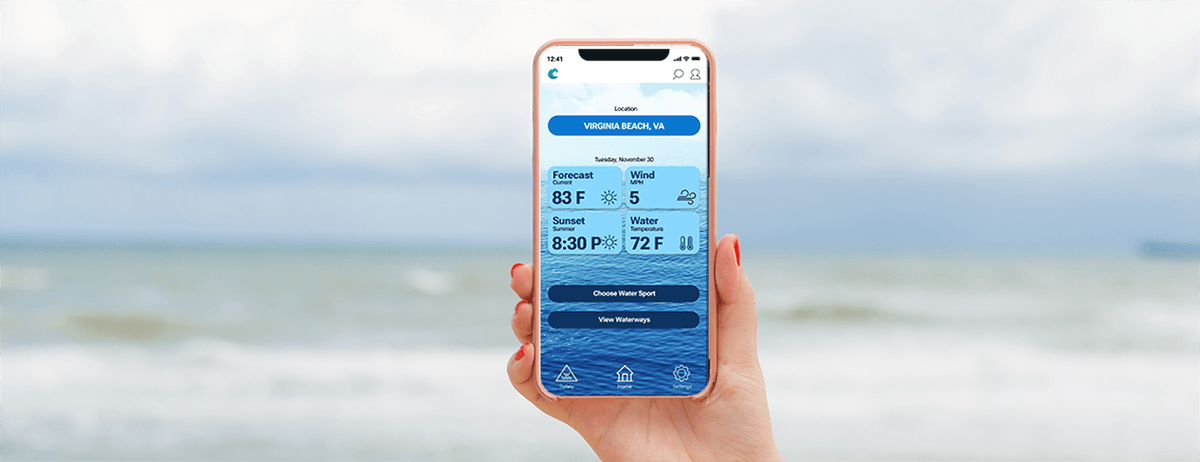 12:41
Location
VIRGINIA BEACH, VA
Tuesday, November 30
Forecast
Current
83 F
Wind
MPH
5
Sunset
Summer
8:30 P
Water
Temperature
72 F
Choose Water Sport
View Waterways
Safety
Home
Settings